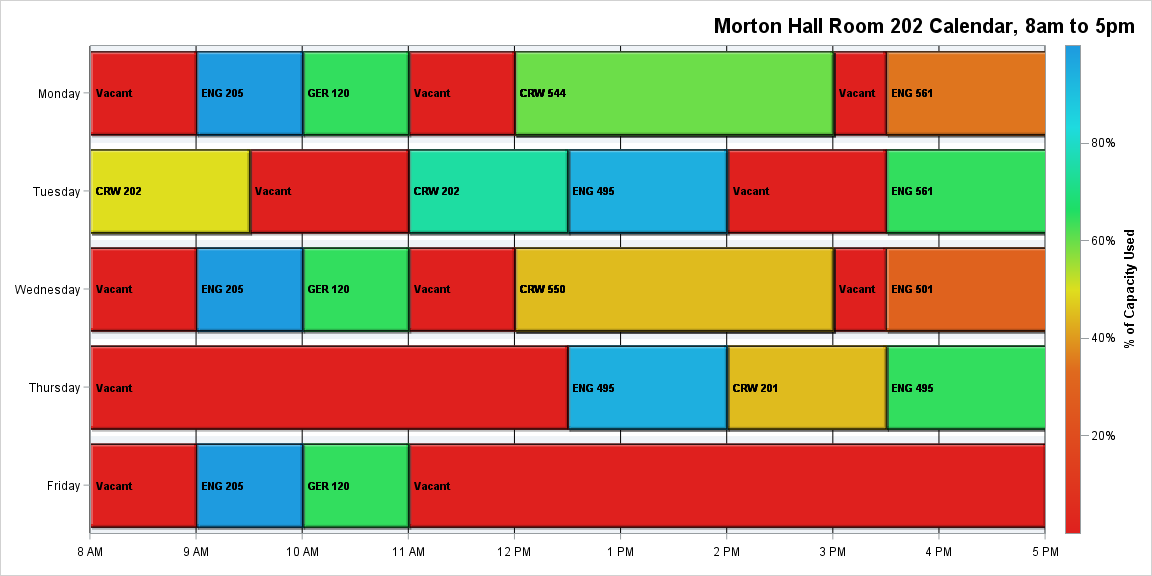 Morton Hall Room 202 Calendar, 8am to 5pm
Monday Vacant ENG 205 GER 120 Vacant CRW 544 Vacant ENG 561
80%
Tuesday CRW 202 Vacant CRW 202 ENG 495 Vacant ENG 561
60%
Wednesday Vacant ENG 205 GER 120 Vacant CRW 550 Vacant ENG 501
% of Capacity Used
40%
Thursday Vacant ENG 495 CRW 201 ENG 495
20%
Friday Vacant ENG 205 GER 120 Vacant
8 AM 9 AM 10 AM 11 AM 12 PM 1 PM 2 PM 3 PM 4 PM 5 PM